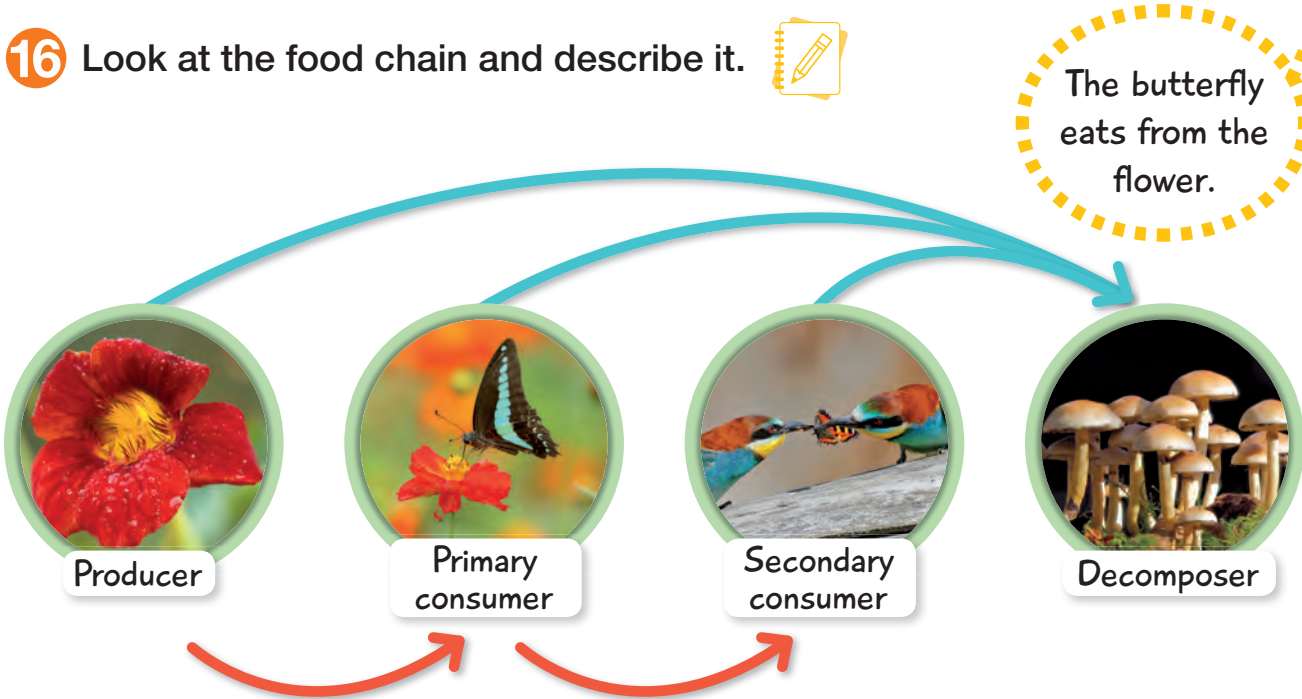 16 Look at the food chain and describe it.
The butterfly
eats from the
flower.
Producer
Primary
consumer
Secondary
consumer
Decomposer